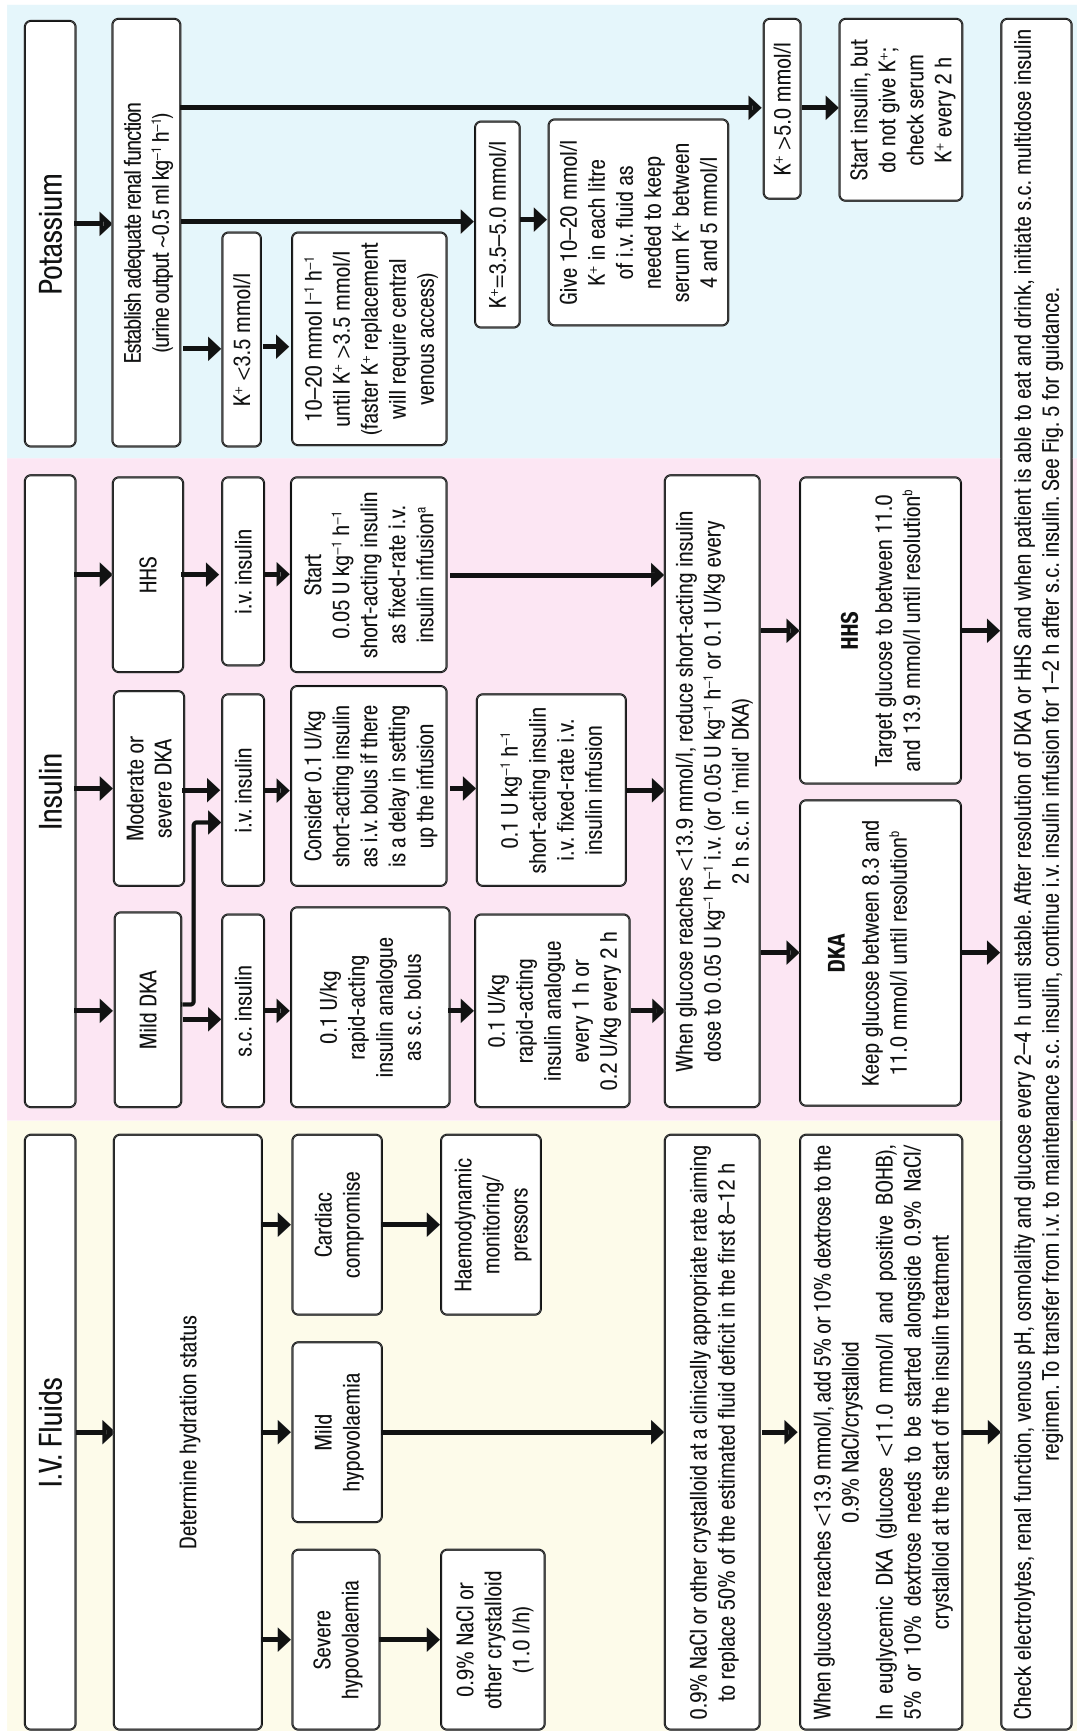 I.V. Fluids
Determine hydration status
Severe
hypovolaemia
Mild
hypovolaemia
Cardiac
compromise
0.9% NaCl or
other crystalloid
(1.0 l/h)
Haemodynamic
monitoring/
pressors
0.9% NaCl or other crystalloid at a clinically appropriate rate aiming
to replace 50% of the estimated fluid deficit in the first 8–12 h
When glucose reaches <13.9 mmol/l, add 5% or 10% dextrose to the
0.9% NaCl/crystalloid
In euglycemic DKA (glucose <11.0 mmol/l and positive BOHB),
5% or 10% dextrose needs to be started alongside 0.9% NaCl/
crystalloid at the start of the insulin treatment
Insulin
Mild DKA
Moderate or
severe DKA
HHS
s.c. insulin
i.v. insulin
i.v. insulin
0.1 U/kg
rapid-acting
insulin analogue
as s.c. bolus
Consider 0.1 U/kg
short-acting insulin
as i.v. bolus if there
is a delay in setting
up the infusion
Start
0.05 U kg⁻¹ h⁻¹
short-acting insulin
as fixed-rate i.v.
insulin infusionᵃ
0.1 U/kg
rapid-acting
insulin analogue
every 1 h or
0.2 U/kg every 2 h
0.1 U kg⁻¹ h⁻¹
short-acting insulin
i.v. fixed-rate i.v.
insulin infusion
When glucose reaches <13.9 mmol/l, reduce short-acting insulin
dose to 0.05 U kg⁻¹ h⁻¹ i.v. (or 0.05 U kg⁻¹ h⁻¹ or 0.1 U/kg every
2 h s.c. in 'mild' DKA)
DKA
Keep glucose between 8.3 and
11.0 mmol/l until resolutionᵇ
HHS
Target glucose to between 11.0
and 13.9 mmol/l until resolutionᵇ
Potassium
Establish adequate renal function
(urine output ~0.5 ml kg⁻¹ h⁻¹)
K⁺ <3.5 mmol/l
10–20 mmol l⁻¹ h⁻¹
until K⁺ >3.5 mmol/l
(faster K⁺ replacement
will require central
venous access)
K⁺=3.5–5.0 mmol/l
Give 10–20 mmol/l
K⁺ in each litre
of i.v. fluid as
needed to keep
serum K⁺ between
4 and 5 mmol/l
K⁺ >5.0 mmol/l
Start insulin, but
do not give K⁺;
check serum
K⁺ every 2 h
Check electrolytes, renal function, venous pH, osmolality and glucose every 2–4 h until stable. After resolution of DKA or HHS and when patient is able to eat and drink, initiate s.c. multidose insulin
regimen. To transfer from i.v. to maintenance s.c. insulin, continue i.v. insulin infusion for 1–2 h after s.c. insulin. See Fig. 5 for guidance.